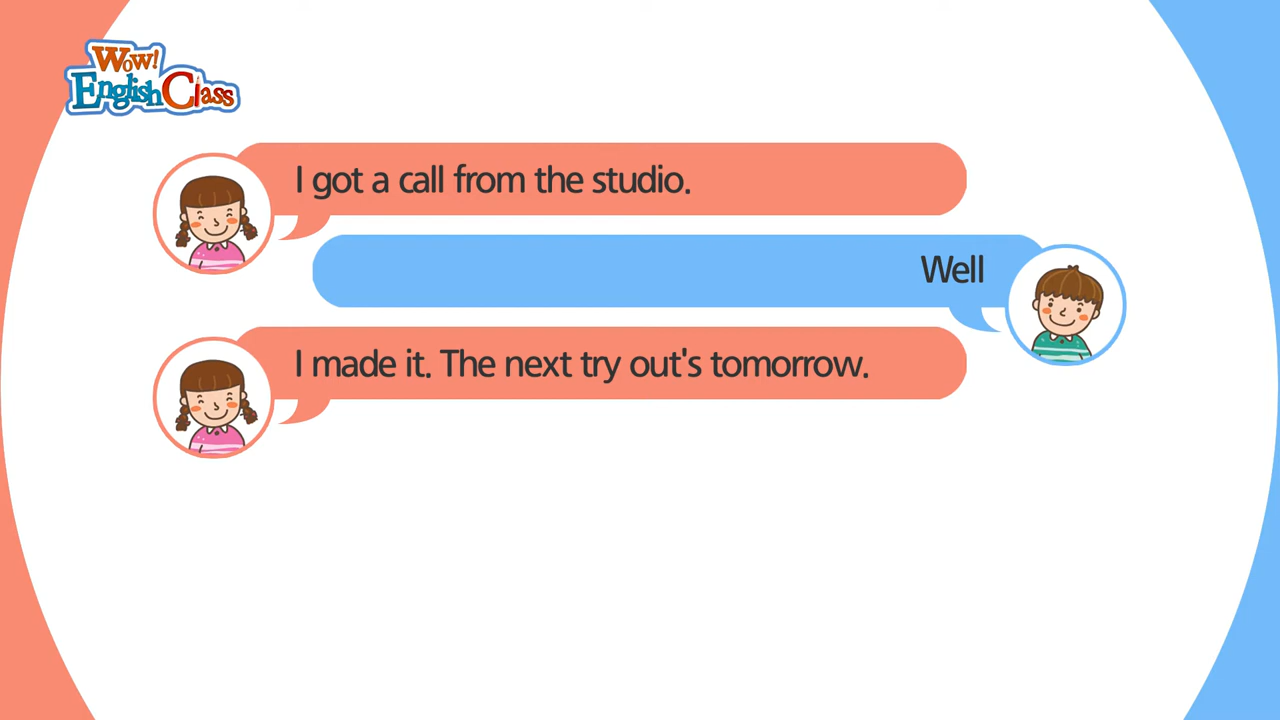 Wow!
English Class
I got a call from the studio.
Well
I made it. The next try out's tomorrow.